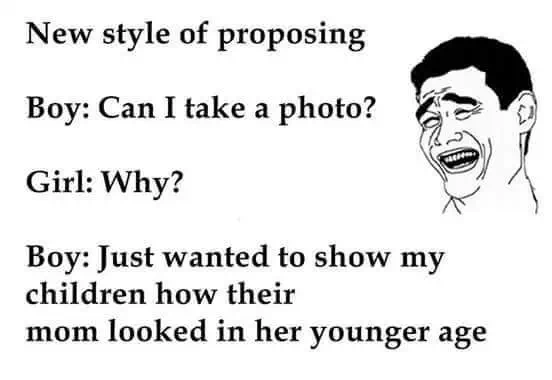 New style of proposing
Boy: Can I take a photo?
Girl: Why?
Boy: Just wanted to show my
children how their
mom looked in her younger age